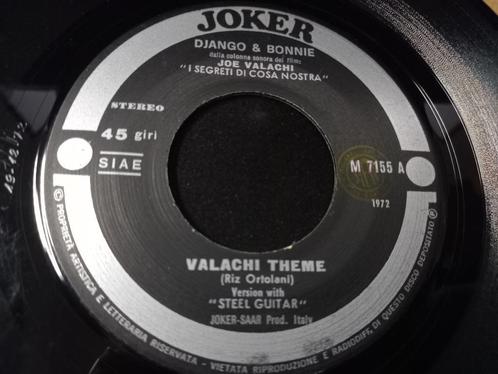 JOKER
DJANGO & BONNIE
dalla colonna sonora del film:
JOE VALACHI
"I SEGRETI DI COSA NOSTRA"
STEREO
45 giri
SIAE
M 7155 A
1972
VALACHI THEME
(Riz Ortolani)
Version with
"STEEL GUITAR"
JOKER-SAAR Prod. Italy
© PROPRIETÀ ARTISTICA E LETTERARIA RISERVATA - VIETATA RIPRODUZIONE E RADIODIFF. DI QUESTO DISCO DEPOSITATO ℗